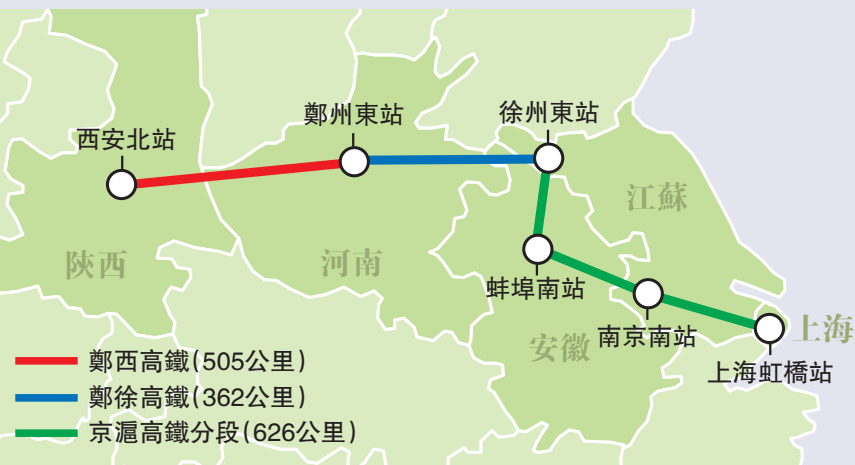 鄭州東站
徐州東站
西安北站
江蘇
陝西
河南
蚌埠南站
安徽
南京南站
上海
上海虹橋站
鄭西高鐵(505公里)
鄭徐高鐵(362公里)
京滬高鐵分段(626公里)